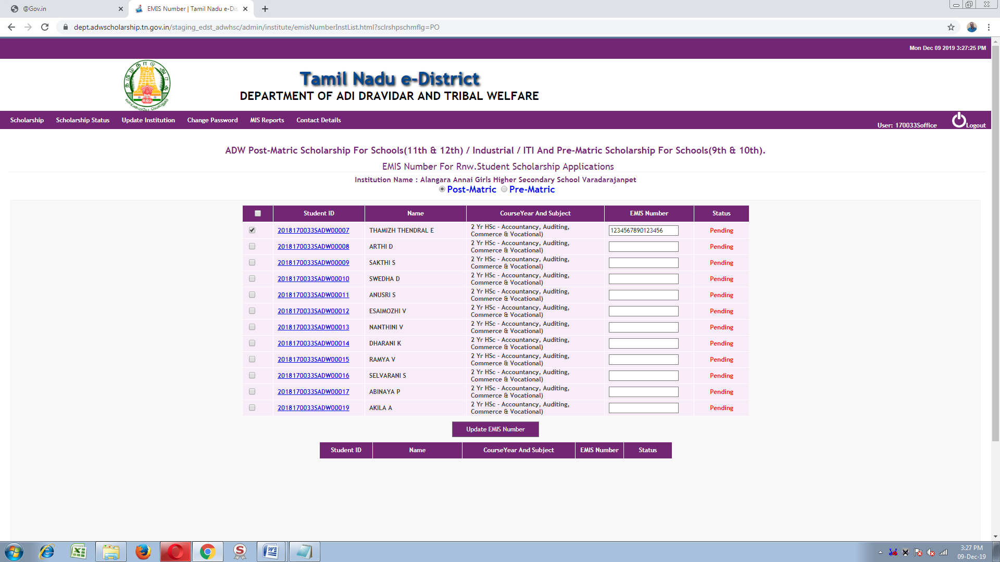 @Gov.in
EMIS Number | Tamil Nadu e-Dis
dept.adwscholarship.tn.gov.in/staging_edst_adwhsc/admin/institute/emisNumberInstList.html?sclrshpschmflg=PO
Mon Dec 09 2019 3:27:25 PM
Tamil Nadu e-District
DEPARTMENT OF ADI DRAVIDAR AND TRIBAL WELFARE
Scholarship Scholarship Status Update Institution Change Password MIS Reports Contact Details
User: 170033Soffice Logout
ADW Post-Matric Scholarship For Schools(11th & 12th) / Industrial / ITI And Pre-Matric Scholarship For Schools(9th & 10th).
EMIS Number For Rnw.Student Scholarship Applications
Institution Name : Alangara Annai Girls Higher Secondary School Varadarajanpet
Post-Matric Pre-Matric
Student ID Name CourseYear And Subject EMIS Number Status
2018170033SADW00007 THAMIZH THENDRAL E 2 Yr HSc - Accountancy, Auditing, 1234567890123456 Pending
Commerce & Vocational)
2018170033SADW00008 ARTHI D 2 Yr HSc - Accountancy, Auditing, Pending
Commerce & Vocational)
2018170033SADW00009 SAKTHI S 2 Yr HSc - Accountancy, Auditing, Pending
Commerce & Vocational)
2018170033SADW00010 SWEDHA D 2 Yr HSc - Accountancy, Auditing, Pending
Commerce & Vocational)
2018170033SADW00011 ANUSRI S 2 Yr HSc - Accountancy, Auditing, Pending
Commerce & Vocational)
2018170033SADW00012 ESAIMOZHI V 2 Yr HSc - Accountancy, Auditing, Pending
Commerce & Vocational)
2018170033SADW00013 NANTHINI V 2 Yr HSc - Accountancy, Auditing, Pending
Commerce & Vocational)
2018170033SADW00014 DHARANI K 2 Yr HSc - Accountancy, Auditing, Pending
Commerce & Vocational)
2018170033SADW00015 RAMYA V 2 Yr HSc - Accountancy, Auditing, Pending
Commerce & Vocational)
2018170033SADW00016 SELVARANI S 2 Yr HSc - Accountancy, Auditing, Pending
Commerce & Vocational)
2018170033SADW00017 ABINAYA P 2 Yr HSc - Accountancy, Auditing, Pending
Commerce & Vocational)
2018170033SADW00019 AKILA A 2 Yr HSc - Accountancy, Auditing, Pending
Commerce & Vocational)
Update EMIS Number
Student ID Name CourseYear And Subject EMIS Number Status
3:27 PM
09-Dec-19